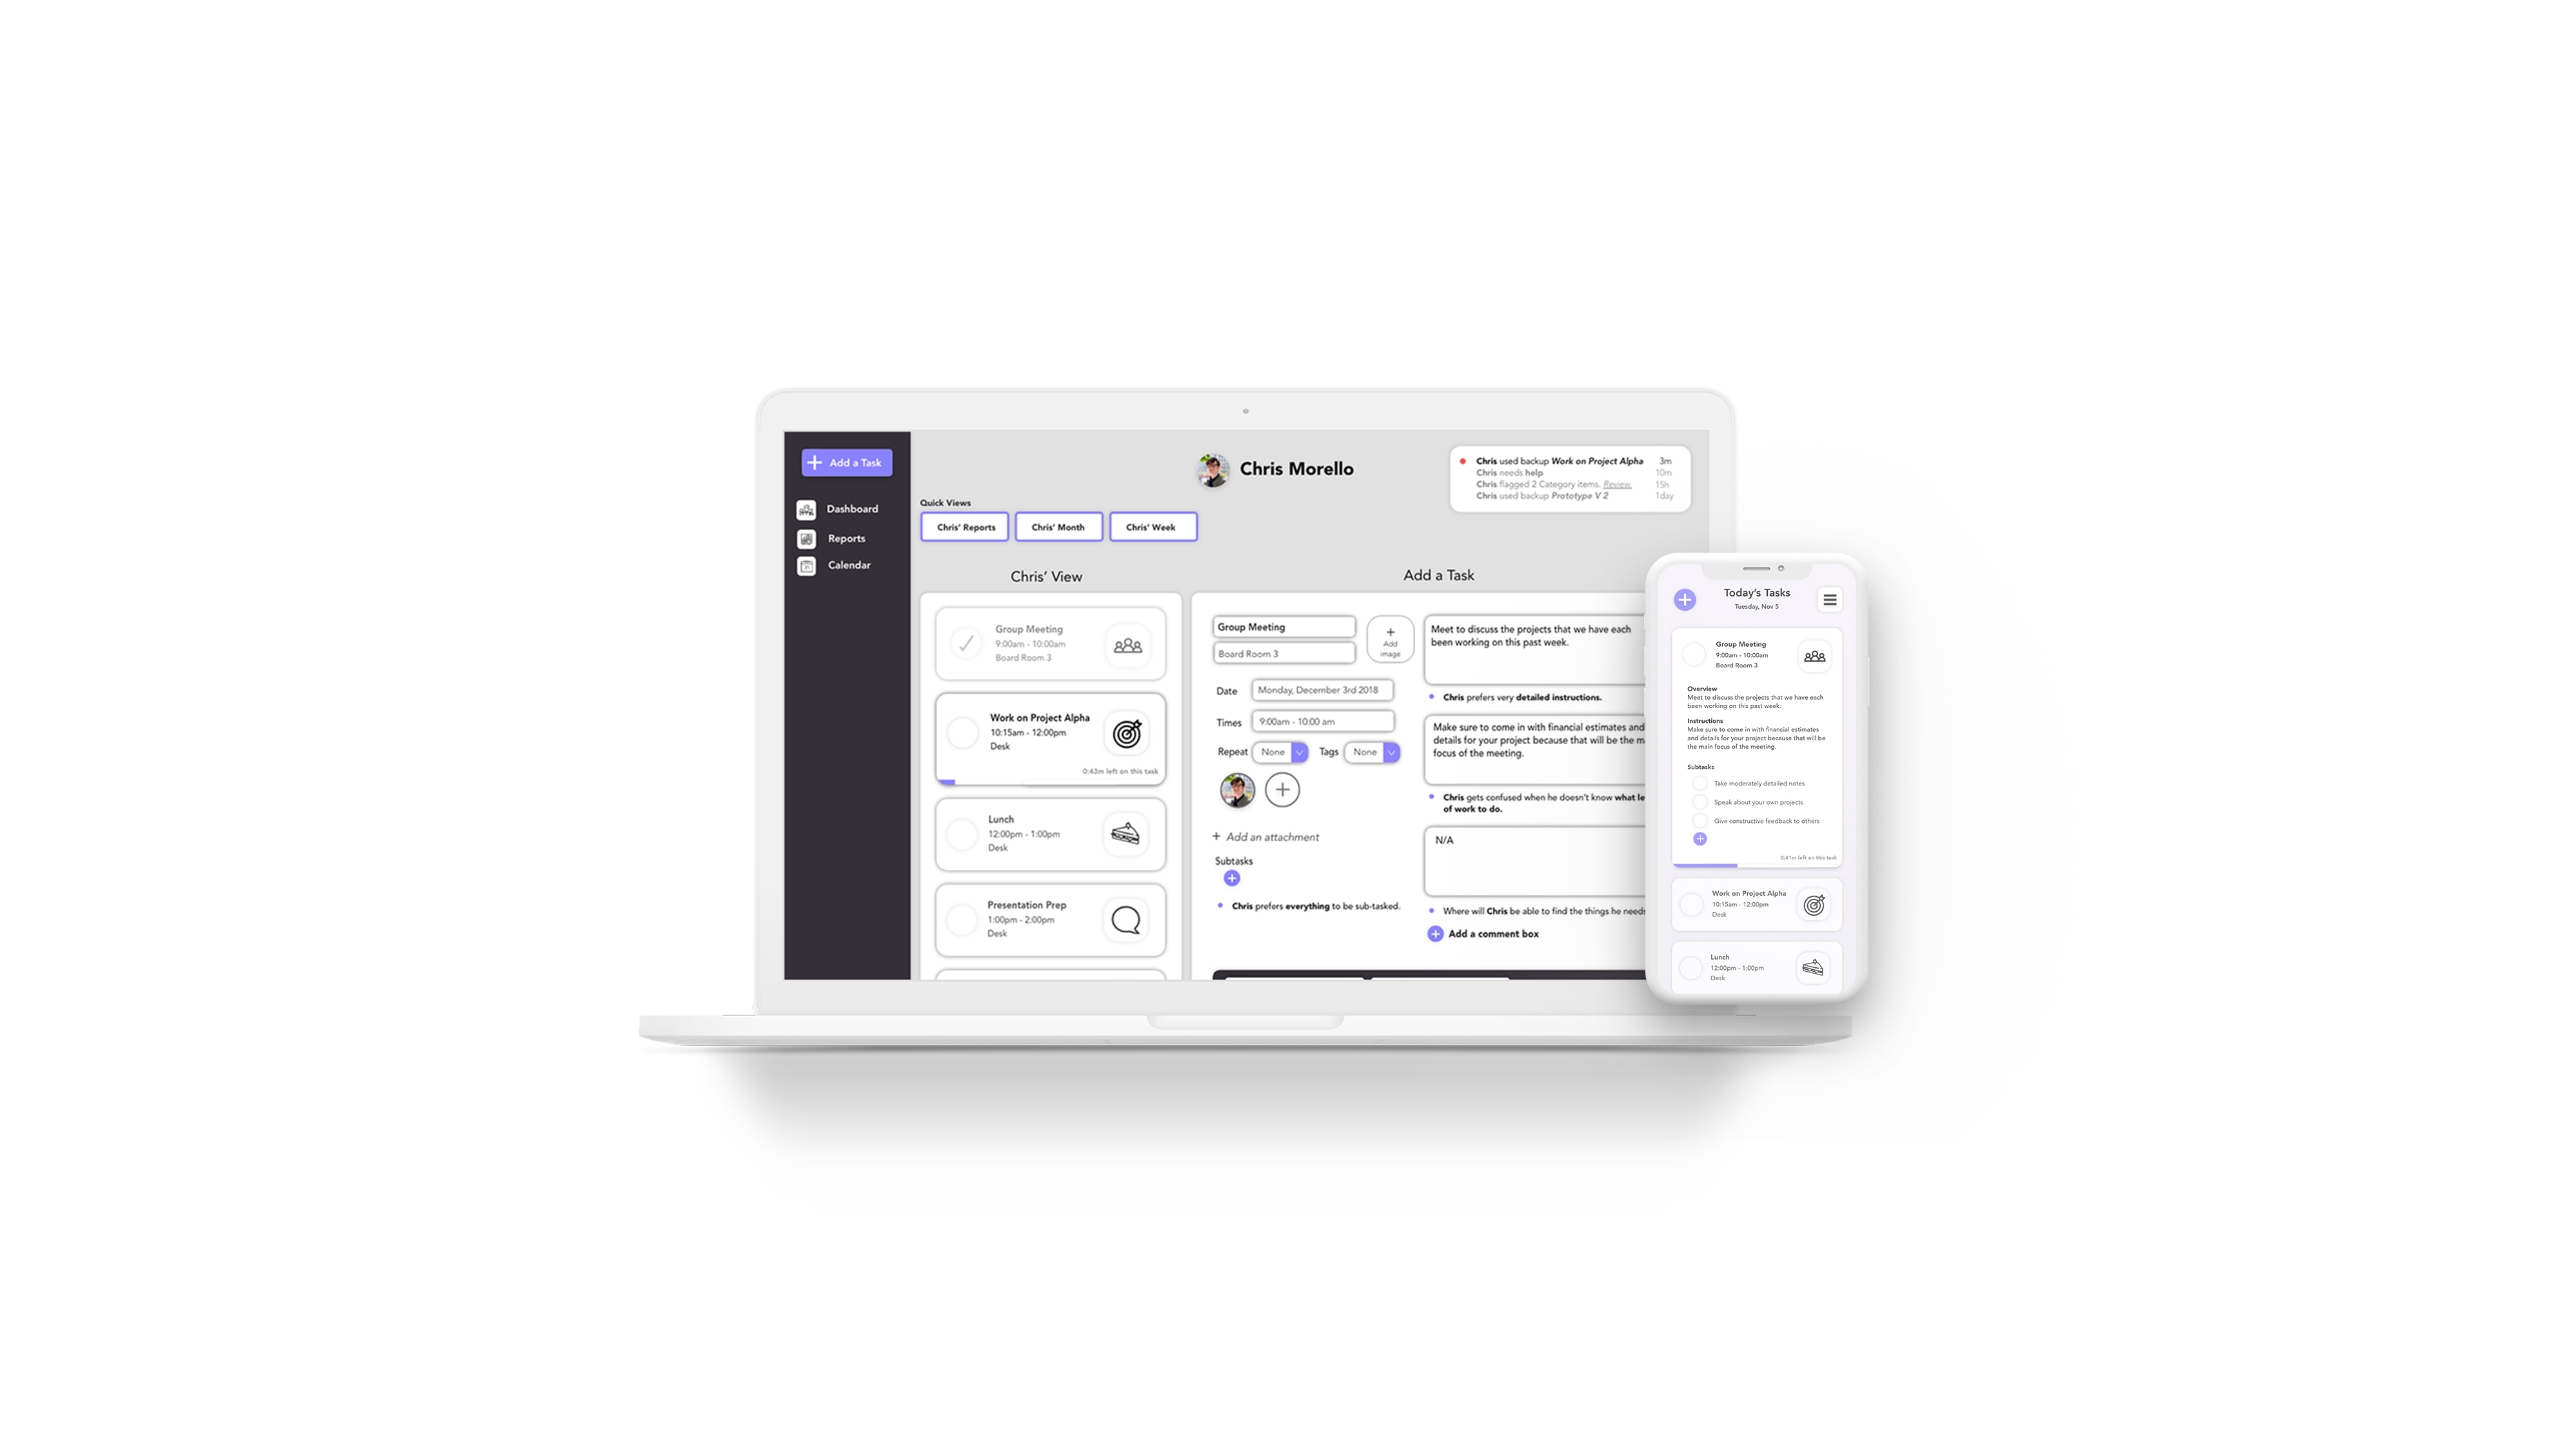 Add a Task
Dashboard
Reports
Calendar
Chris Morello
Chris used backup Work on Project Alpha 3m
Chris needs help 10m
Chris flagged 2 Category items. Review. 15h
Chris used backup Prototype V 2 1day
Quick Views
Chris' Reports
Chris' Month
Chris' Week
Chris' View
Group Meeting
9:00am - 10:00am
Board Room 3
Work on Project Alpha
10:15am - 12:00pm
Desk
0:43m left on this task
Lunch
12:00pm - 1:00pm
Desk
Presentation Prep
1:00pm - 2:00pm
Desk
Add a Task
Group Meeting
Board Room 3
Add
image
Date Monday, December 3rd 2018
Times 9:00am - 10:00 am
Repeat None Tags None
Add an attachment
Subtasks
Chris prefers everything to be sub-tasked.
Meet to discuss the projects that we have each
been working on this past week.
Chris prefers very detailed instructions.
Make sure to come in with financial estimates and
details for your project because that will be the m
focus of the meeting.
Chris gets confused when he doesn't know what le
of work to do.
N/A
Where will Chris be able to find the things he needs
Add a comment box
Today's Tasks
Tuesday, Nov 5
Group Meeting
9:00am - 10:00am
Board Room 3
Overview
Meet to discuss the projects that we have each
been working on this past week.
Instructions
Make sure to come in with financial estimates
and details for your project because that will be
the main focus of the meeting.
Subtasks
Take moderately detailed notes
Speak about your own projects
Give constructive feedback to others
0:41m left on this task
Work on Project Alpha
10:15am - 12:00pm
Desk
Lunch
12:00pm - 1:00pm
Desk